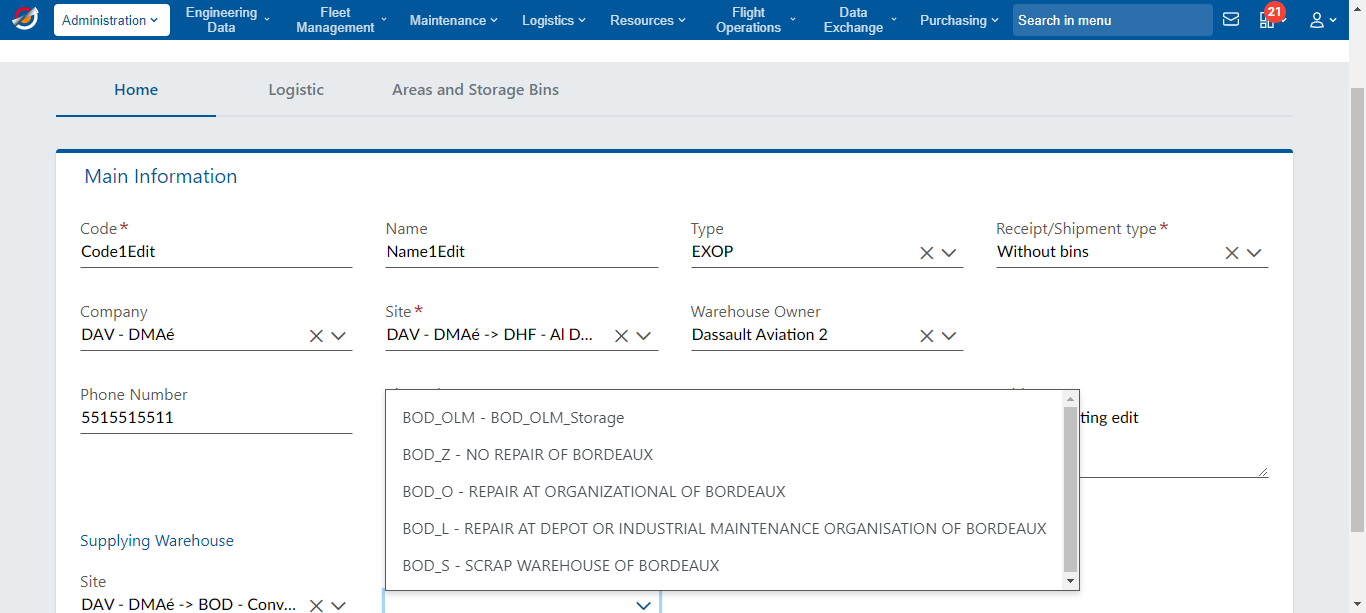 Administration
Engineering
Data
Fleet
Management
Maintenance
Logistics
Resources
Flight
Operations
Data
Exchange
Purchasing
Search in menu
21
Home
Logistic
Areas and Storage Bins
Main Information
Code*
Name
Type
Receipt/Shipment type*
Code1Edit
Name1Edit
EXOP
Without bins
Company
Site*
Warehouse Owner
DAV - DMAé
DAV - DMAé -> DHF - Al D...
Dassault Aviation 2
Phone Number
5515515511
ting edit
BOD_OLM - BOD_OLM_Storage
BOD_Z - NO REPAIR OF BORDEAUX
BOD_O - REPAIR AT ORGANIZATIONAL OF BORDEAUX
BOD_L - REPAIR AT DEPOT OR INDUSTRIAL MAINTENANCE ORGANISATION OF BORDEAUX
BOD_S - SCRAP WAREHOUSE OF BORDEAUX
Supplying Warehouse
Site
DAV - DMAé -> BOD - Conv...